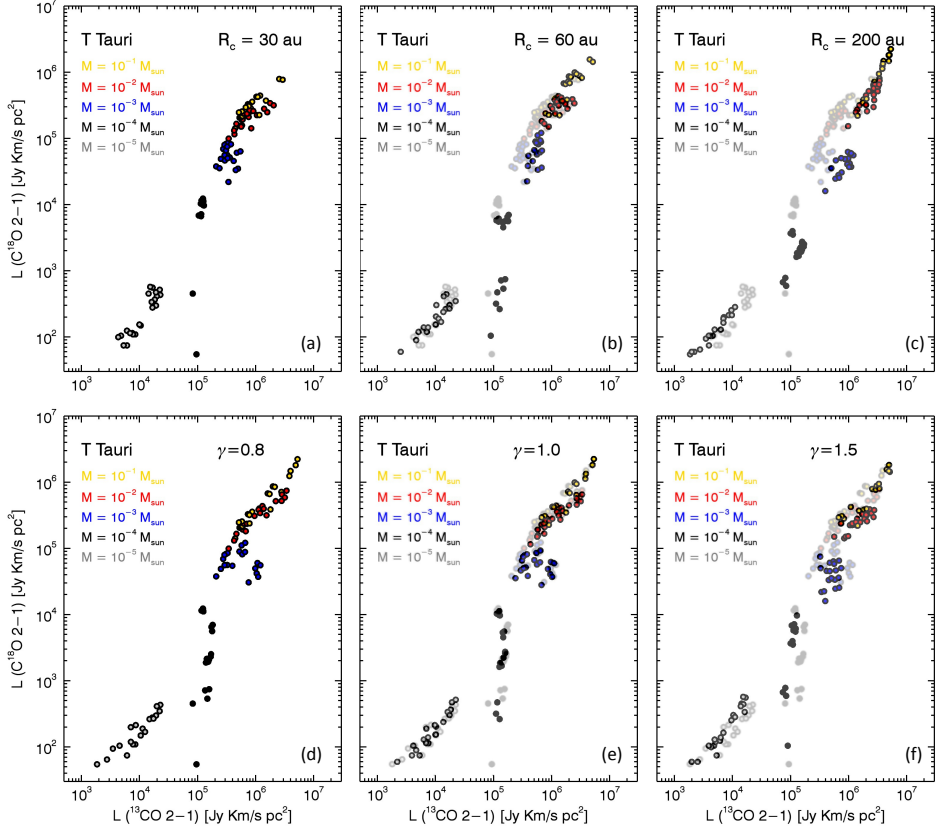 T Tauri R_c = 30 au
M = 10^-1 M_sun
M = 10^-2 M_sun
M = 10^-3 M_sun
M = 10^-4 M_sun
M = 10^-5 M_sun
(a)
T Tauri R_c = 60 au
M = 10^-1 M_sun
M = 10^-2 M_sun
M = 10^-3 M_sun
M = 10^-4 M_sun
M = 10^-5 M_sun
(b)
T Tauri R_c = 200 au
M = 10^-1 M_sun
M = 10^-2 M_sun
M = 10^-3 M_sun
M = 10^-4 M_sun
M = 10^-5 M_sun
(c)
10^7
10^6
10^5
10^4
10^3
10^2
L (C^18O 2−1) [Jy Km/s pc^2]
10^3 10^4 10^5 10^6 10^7
10^3 10^4 10^5 10^6 10^7
10^3 10^4 10^5 10^6 10^7
T Tauri γ=0.8
M = 10^-1 M_sun
M = 10^-2 M_sun
M = 10^-3 M_sun
M = 10^-4 M_sun
M = 10^-5 M_sun
(d)
T Tauri γ=1.0
M = 10^-1 M_sun
M = 10^-2 M_sun
M = 10^-3 M_sun
M = 10^-4 M_sun
M = 10^-5 M_sun
(e)
T Tauri γ=1.5
M = 10^-1 M_sun
M = 10^-2 M_sun
M = 10^-3 M_sun
M = 10^-4 M_sun
M = 10^-5 M_sun
(f)
10^7
10^6
10^5
10^4
10^3
10^2
L (C^18O 2−1) [Jy Km/s pc^2]
10^3 10^4 10^5 10^6 10^7
10^3 10^4 10^5 10^6 10^7
10^3 10^4 10^5 10^6 10^7
L (^13CO 2−1) [Jy Km/s pc^2]
L (^13CO 2−1) [Jy Km/s pc^2]
L (^13CO 2−1) [Jy Km/s pc^2]